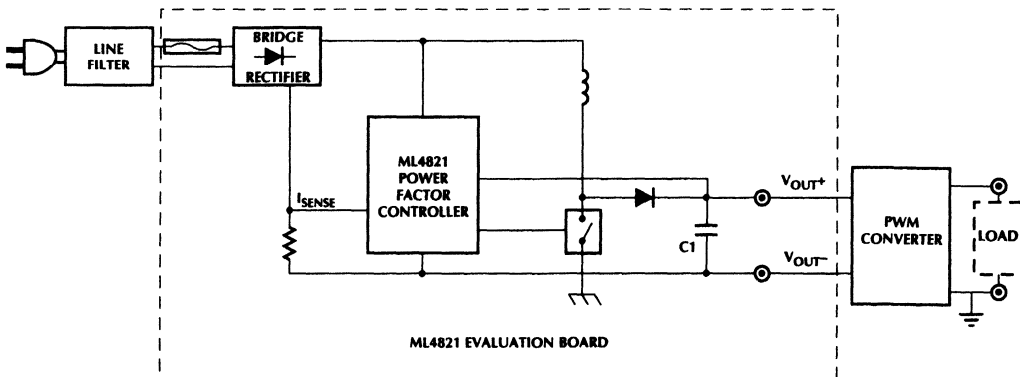 LINE
FILTER
BRIDGE
RECTIFIER
ML4821
POWER
FACTOR
CONTROLLER
ISENSE
C1
VOUT+
VOUT–
PWM
CONVERTER
LOAD
ML4821 EVALUATION BOARD